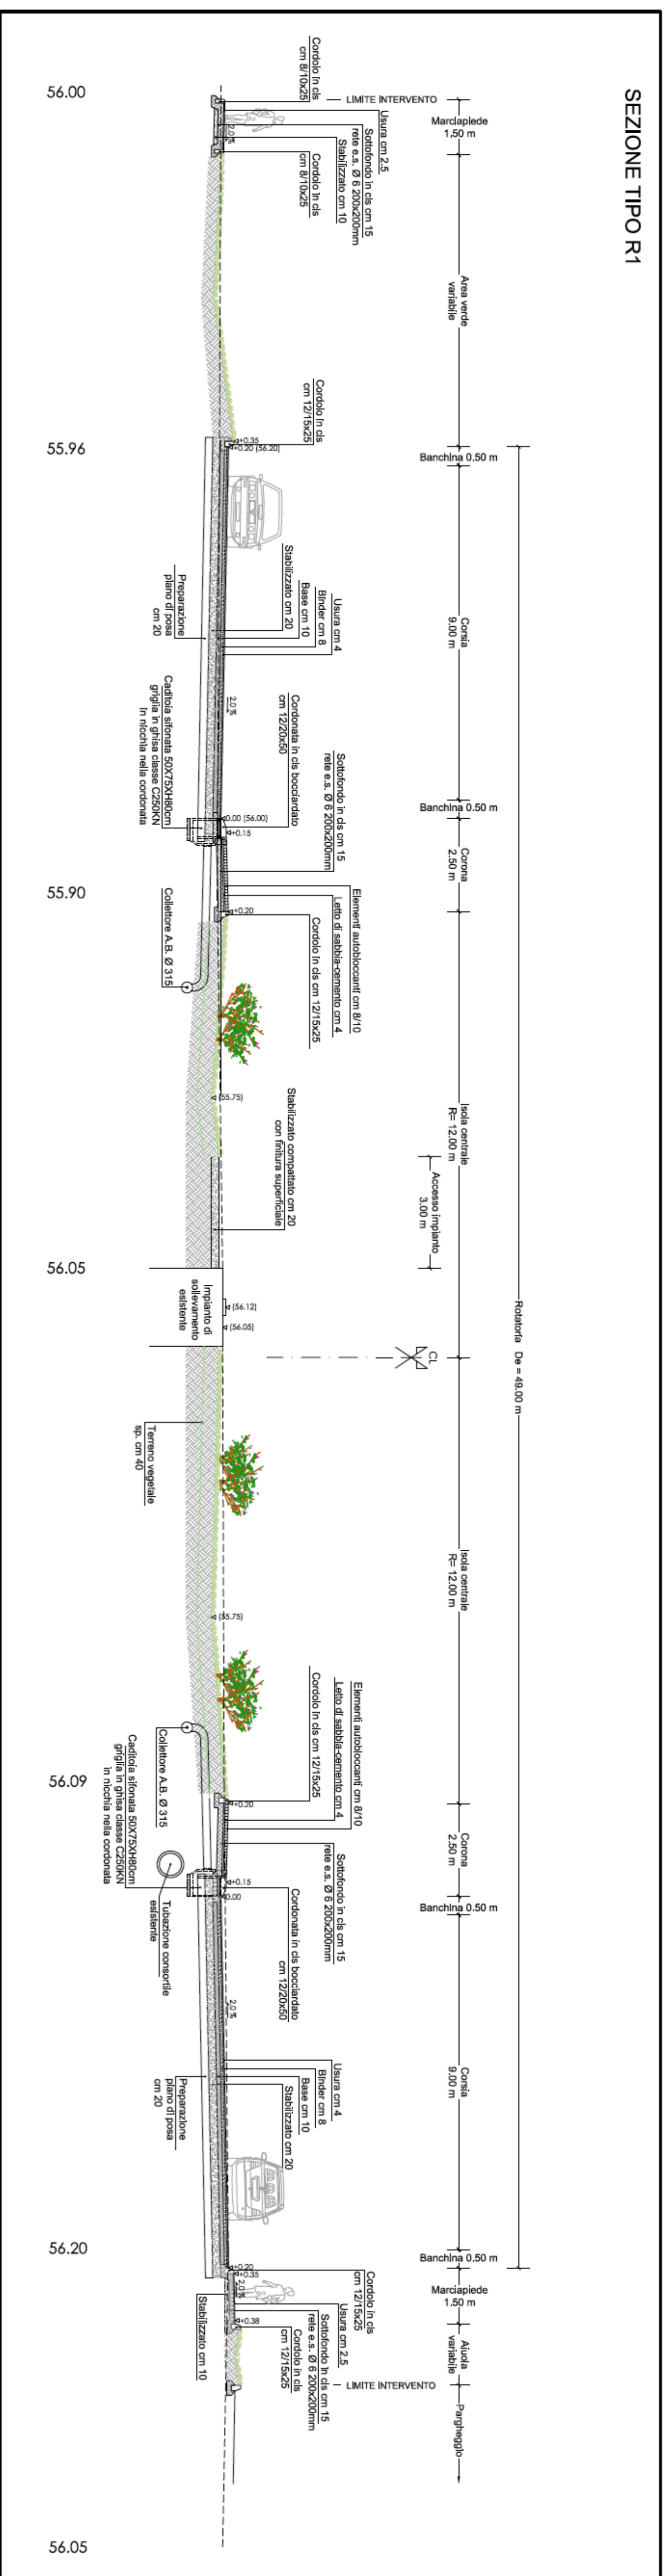 SEZIONE TIPO R1
Rotatoria De = 49.00 m
Marciapiede
1.50 m
Area verde
variabile
Banchina 0.50 m
Corsia
9.00 m
Banchina 0.50 m
Corona
2.50 m
Isola centrale
R= 12.00 m
Accesso impianto
3.00 m
CL
Isola centrale
R= 12.00 m
Corona
2.50 m
Banchina 0.50 m
Corsia
9.00 m
Banchina 0.50 m
Marciapiede
1.50 m
Aiuola
variabile
Parcheggio
LIMITE INTERVENTO
Cordolo in cls
cm 8/10x25
Usura cm 2.5
Sottofondo in cls cm 15
rete e.s. Ø 6 200x200mm
Stabilizzato cm 10
Cordolo in cls
cm 8/10x25
2.0 %
Cordolo in cls
cm 12/15x25
+0.35
+0.20 (56.20)
Usura cm 4
Binder cm 8
Base cm 10
Stabilizzato cm 20
Preparazione
piano di posa
cm 20
2.0 %
Cordonata in cls bocciardato
cm 12/20x50
Sottofondo in cls cm 15
rete e.s. Ø 6 200x200mm
0.00 (56.00)
+0.15
Caditoia sifonata 50X75XH80cm
griglia in ghisa classe C250KN
in nicchia nella cordonata
Elementi autobloccanti cm 8/10
Letto di sabbia-cemento cm 4
Cordolo in cls cm 12/15x25
+0.20
Collettore A.B. Ø 315
(55.75)
Stabilizzato compattato cm 20
con finitura superficiale
Impianto di
sollevamento
esistente
(56.12)
(56.05)
Terreno vegetale
sp. cm 40
(55.75)
Elementi autobloccanti cm 8/10
Letto di sabbia-cemento cm 4
Cordolo in cls cm 12/15x25
+0.20
Collettore A.B. Ø 315
Caditoia sifonata 50X75XH80cm
griglia in ghisa classe C250KN
in nicchia nella cordonata
Sottofondo in cls cm 15
rete e.s. Ø 6 200x200mm
+0.15
0.00
Cordonata in cls bocciardato
cm 12/20x50
Tubazione consortile
esistente
2.0 %
Usura cm 4
Binder cm 8
Base cm 10
Stabilizzato cm 20
Preparazione
piano di posa
cm 20
+0.20
+0.35
2.0 %
+0.38
Cordolo in cls
cm 12/15x25
Usura cm 2.5
Sottofondo in cls cm 15
rete e.s. Ø 6 200x200mm
Cordolo in cls
cm 12/15x25
Stabilizzato cm 10
LIMITE INTERVENTO
56.00
55.96
55.90
56.05
56.09
56.20
56.05